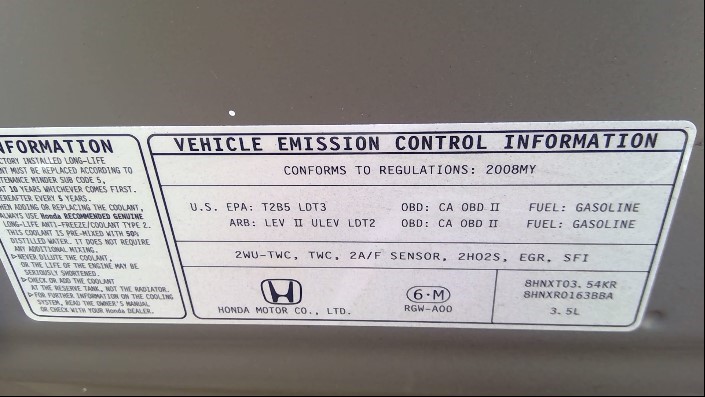 NFORMATION
CTORY INSTALLED LONG-LIFE
NT MUST BE REPLACED ACCORDING TO
TENANCE MINDER SUB CODE 5,
AT 10 YEARS WHICHEVER COMES FIRST.
EREAFTER EVERY 5 YEARS.
HEN ADDING OR REPLACING THE COOLANT,
ALWAYS USE Honda RECOMMENDED GENUINE
LONG-LIFE ANTI-FREEZE/COOLANT TYPE 2.
THIS COOLANT IS PRE-MIXED WITH 50%
DISTILLED WATER. IT DOES NOT REQUIRE
ANY ADDITIONAL MIXING.
▷NEVER DILUTE THE COOLANT,
OR THE LIFE OF THE ENGINE MAY BE
SERIOUSLY SHORTENED.
▷CHECK OR ADD THE COOLANT
AT THE RESERVE TANK, NOT THE RADIATOR.
▷FOR FURTHER INFORMATION ON THE COOLING
SYSTEM, READ THE OWNER'S MANUAL
OR CHECK WITH YOUR Honda DEALER.
VEHICLE EMISSION CONTROL INFORMATION
CONFORMS TO REGULATIONS: 2008MY
U.S. EPA: T2B5 LDT3 OBD: CA OBD II FUEL: GASOLINE
ARB: LEV II ULEV LDT2 OBD: CA OBD II FUEL: GASOLINE
2WU-TWC, TWC, 2A/F SENSOR, 2HO2S, EGR, SFI
HONDA MOTOR CO., LTD.
6·M
RGW-A00
8HNXT03.54KR
8HNXR0163BBA
3.5L